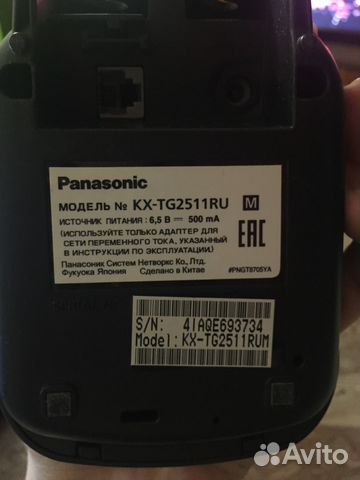 Panasonic
МОДЕЛЬ № KX-TG2511RU M
ИСТОЧНИК ПИТАНИЯ : 6,5 В ⎓ 500 mA
(ИСПОЛЬЗУЙТЕ ТОЛЬКО АДАПТЕР ДЛЯ
СЕТИ ПЕРЕМЕННОГО ТОКА, УКАЗАННЫЙ
В ИНСТРУКЦИИ ПО ЭКСПЛУАТАЦИИ.)
EAC
Панасоник Систем Нетворкс Ко., Лтд.
Фукуока Япония Сделано в Китае
#PNGT8705YA
SERIAL No.
S/N: 4IAQE693734
Model: KX-TG2511RUM
Avito